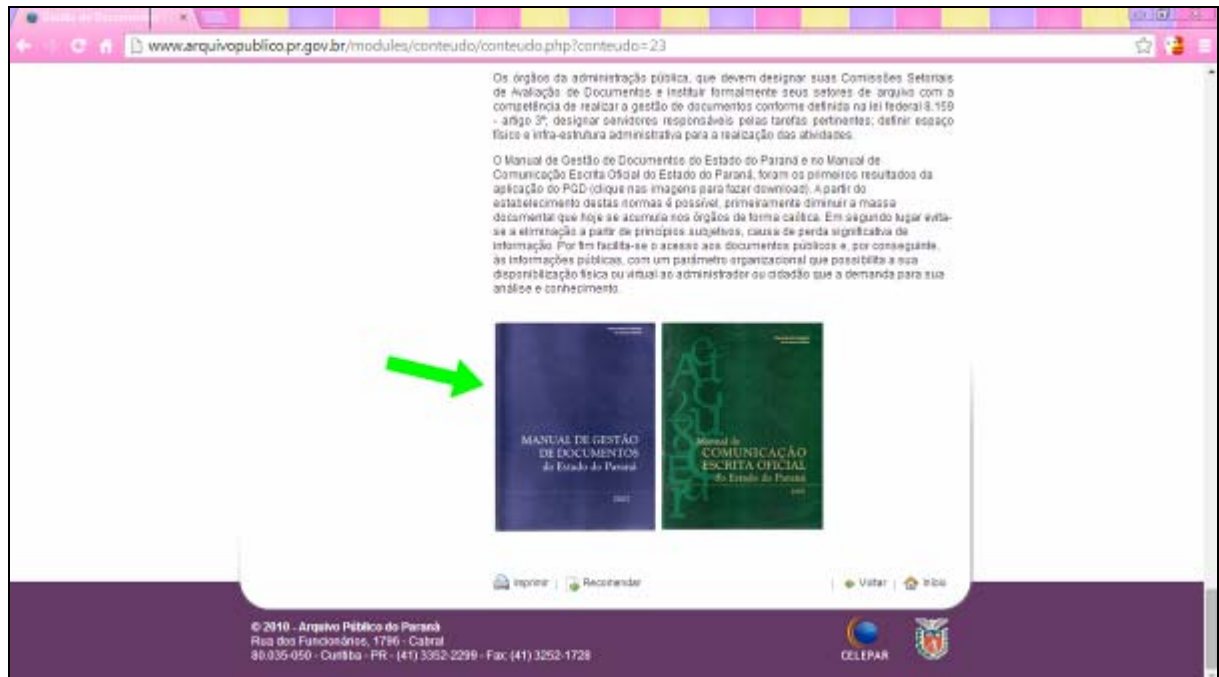 Gestão de Documentos
www.arquivopublico.pr.gov.br/modules/conteudo/conteudo.php?conteudo=23
Os órgãos da administração pública, que devem designar suas Comissões Setoriais
de Avaliação de Documentos e instituir formalmente seus setores de arquivo com a
competência de realizar a gestão de documentos conforme definida na lei federal 8.159
- artigo 3º; designar servidores responsáveis pelas tarefas pertinentes; definir espaço
físico e infra-estrutura administrativa para a realização das atividades.
O Manual de Gestão de Documentos do Estado do Paraná e no Manual de
Comunicação Escrita Oficial do Estado do Paraná, foram os primeiros resultados da
aplicação do PGD (clique nas imagens para fazer download). A partir do
estabelecimento destas normas é possível, primeiramente diminuir a massa
documental que hoje se acumula nos órgãos de forma caótica. Em segundo lugar evita-
se a eliminação a partir de princípios subjetivos, causa de perda significativa de
informação. Por fim facilita-se o acesso aos documentos públicos e, por conseguinte,
às informações públicas, com um parâmetro organizacional que possibilita a sua
disponibilização física ou virtual ao administrador ou cidadão que a demanda para sua
análise e conhecimento.
MANUAL DE GESTÃO
DE DOCUMENTOS
do Estado do Paraná
Manual de
COMUNICAÇÃO
ESCRITA OFICIAL
do Estado do Paraná
Imprimir | Recomendar | Voltar | Início
© 2010 - Arquivo Público do Paraná
Rua dos Funcionários, 1796 - Cabral
80.035-050 - Curitiba - PR - (41) 3352-2299 - Fax: (41) 3252-1728
CELEPAR